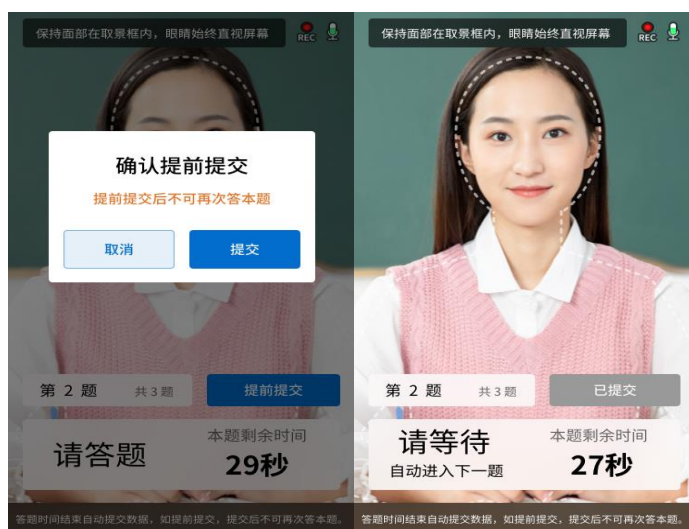 保持面部在取景框内，眼睛始终直视屏幕
REC
确认提前提交
提前提交后不可再次答本题
取消
提交
第 2 题
共 3 题
提前提交
请答题
本题剩余时间
29秒
答题时间结束自动提交数据，如提前提交，提交后不可再次答本题。
保持面部在取景框内，眼睛始终直视屏幕
REC
第 2 题
共 3 题
已提交
请等待
自动进入下一题
本题剩余时间
27秒
答题时间结束自动提交数据，如提前提交，提交后不可再次答本题。